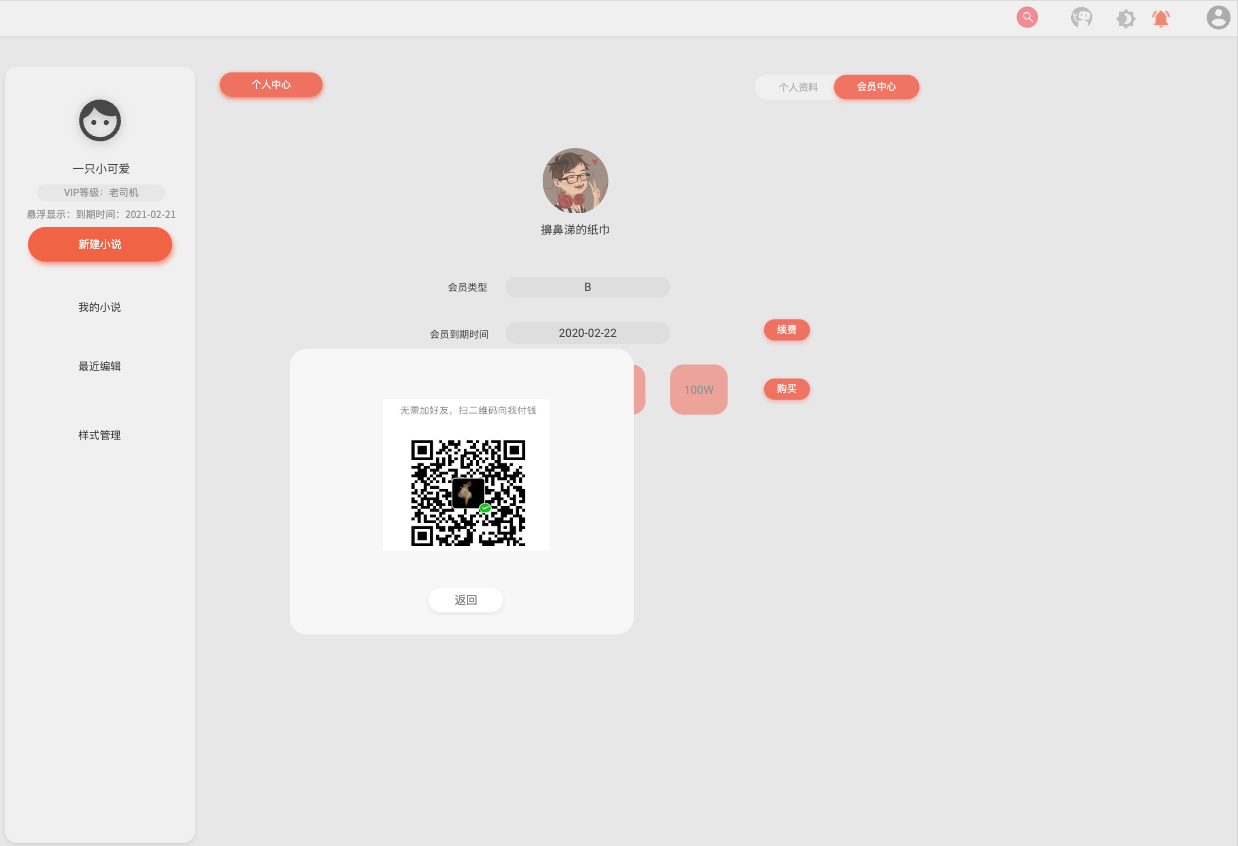 个人中心
个人资料
会员中心
一只小可爱
VIP等级：老司机
悬浮显示：到期时间：2021-02-21
新建小说
我的小说
最近编辑
样式管理
擤鼻涕的纸巾
会员类型
B
会员到期时间
2020-02-22
续费
100W
购买
无需加好友，扫二维码向我付钱
返回